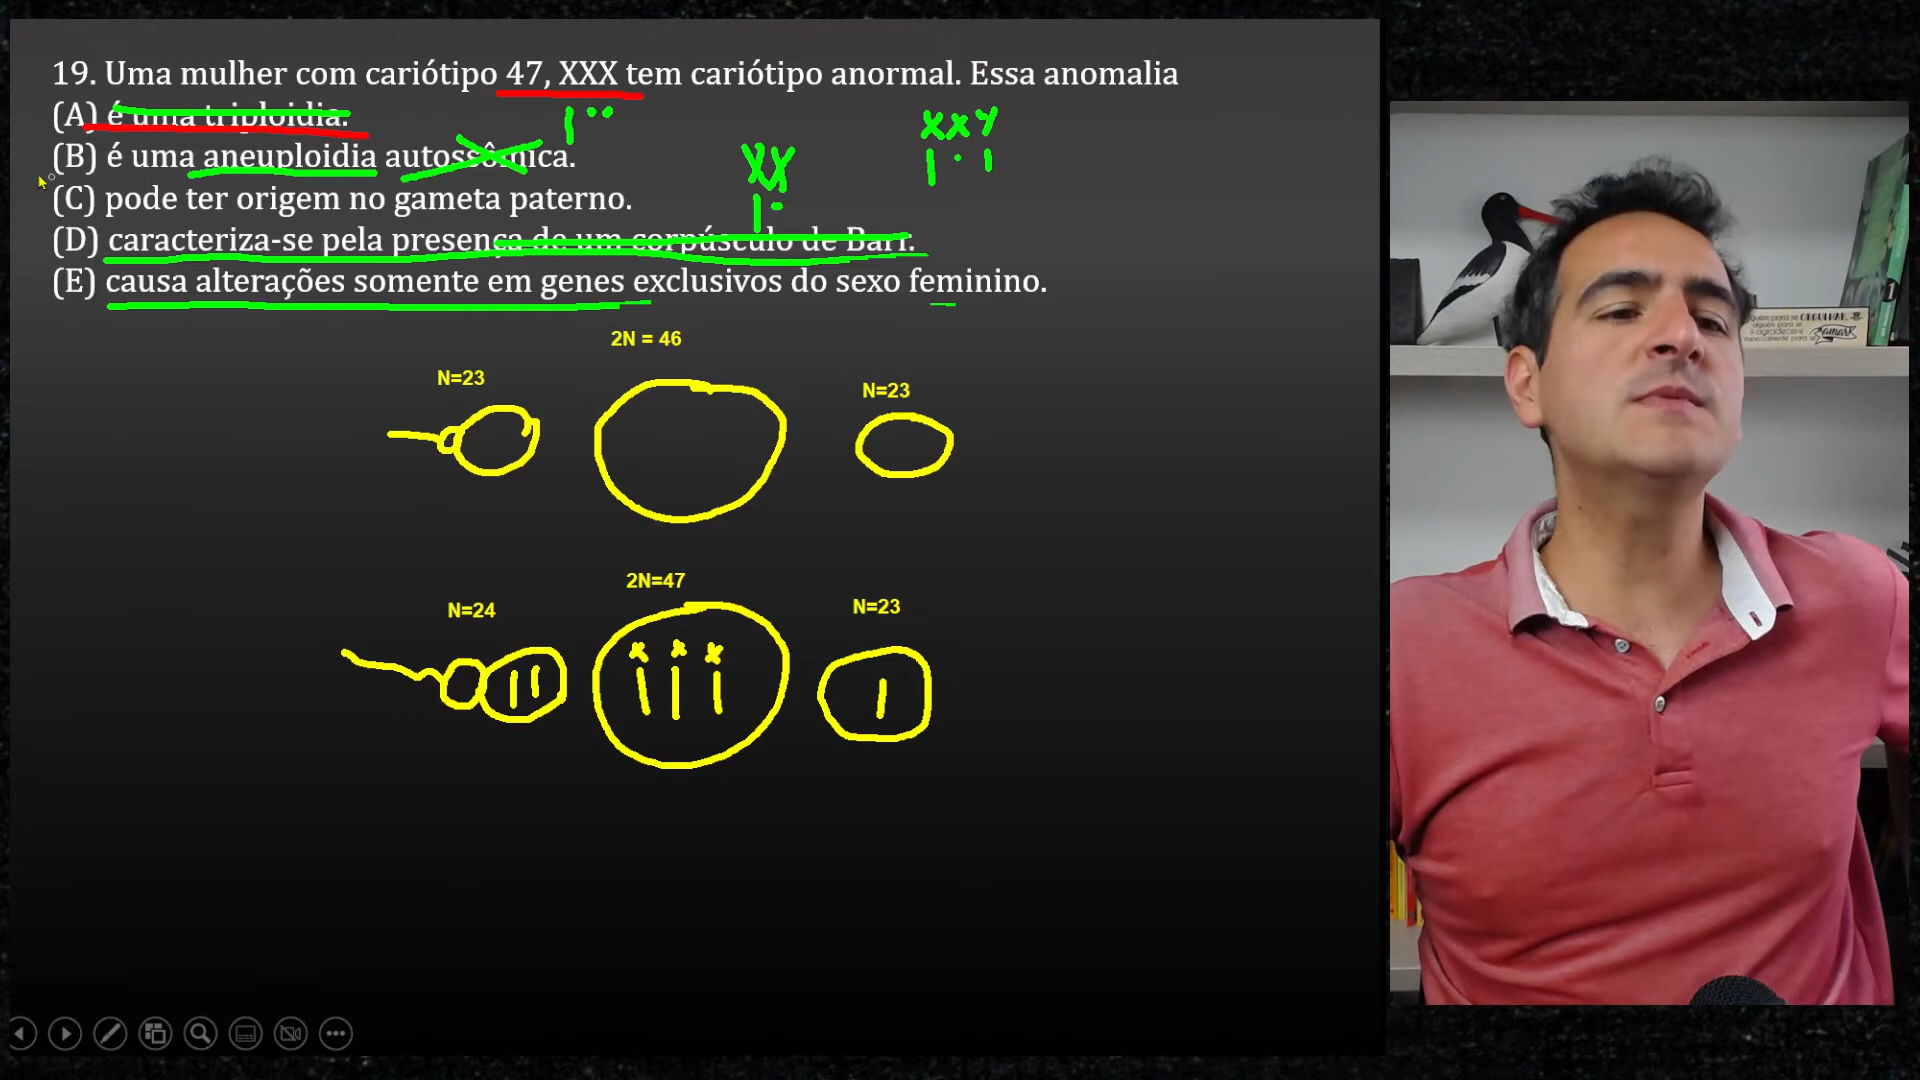 19. Uma mulher com cariótipo 47, XXX tem cariótipo anormal. Essa anomalia
(A) é uma triploidia.
XXY
(B) é uma aneuploidia autossômica.
XX
(C) pode ter origem no gameta paterno.
(D) caracteriza-se pela presença de um corpúsculo de Barr.
(E) causa alterações somente em genes exclusivos do sexo feminino.
2N = 46
N=23
N=23
2N=47
N=24
N=23
x x x
ORGULHAR